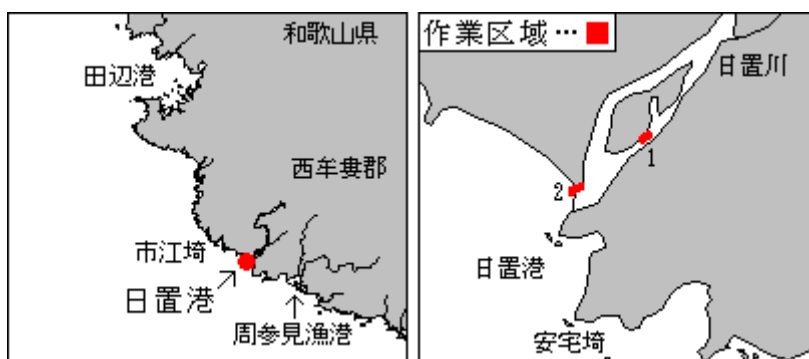 和歌山県
田辺港
西牟婁郡
市江埼
日置港
周参見漁港
作業区域…
日置川
1
2
日置港
安宅埼